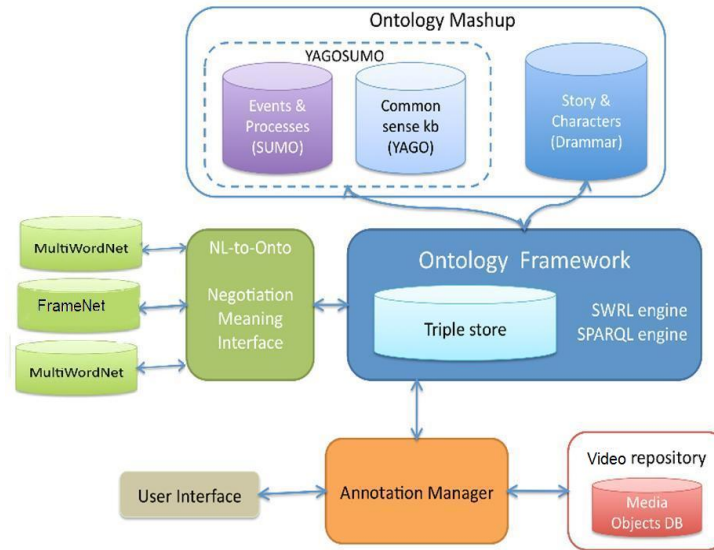 Ontology Mashup
YAGOSUMO
Events &
Processes
(SUMO)
Common
sense kb
(YAGO)
Story &
Characters
(Drammar)
MultiWordNet
FrameNet
MultiWordNet
NL-to-Onto
Negotiation
Meaning
Interface
Ontology Framework
Triple store
SWRL engine
SPARQL engine
User Interface
Annotation Manager
Video repository
Media
Objects DB